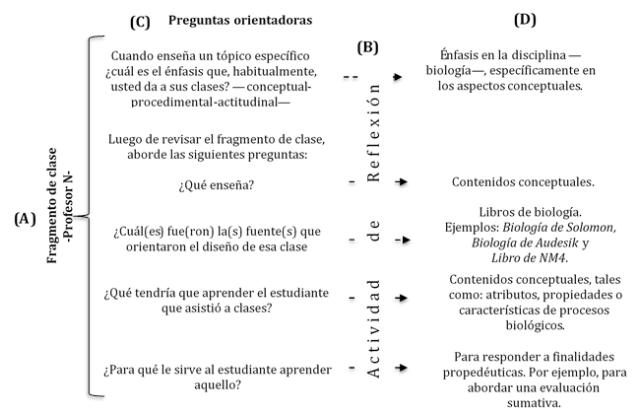 (C) Preguntas orientadoras
(B)
(D)
(A)
Fragmento de clase
-Profesor N-
Actividad de Reflexión
Cuando enseña un tópico específico
¿cuál es el énfasis que, habitualmente,
usted da a sus clases? — conceptual-
procedimental-actitudinal—
Énfasis en la disciplina —
biología—, específicamente en
los aspectos conceptuales.
Luego de revisar el fragmento de clase,
aborde las siguientes preguntas:
¿Qué enseña?
Contenidos conceptuales.
¿Cuál(es) fue(ron) la(s) fuente(s) que
orientaron el diseño de esa clase
Libros de biología.
Ejemplos: Biología de Solomon,
Biología de Audesik y
Libro de NM4.
¿Qué tendría que aprender el estudiante
que asistió a clases?
Contenidos conceptuales, tales
como: atributos, propiedades o
características de procesos
biológicos.
¿Para qué le sirve al estudiante aprender
aquello?
Para responder a finalidades
propedéuticas. Por ejemplo, para
abordar una evaluación
sumativa.